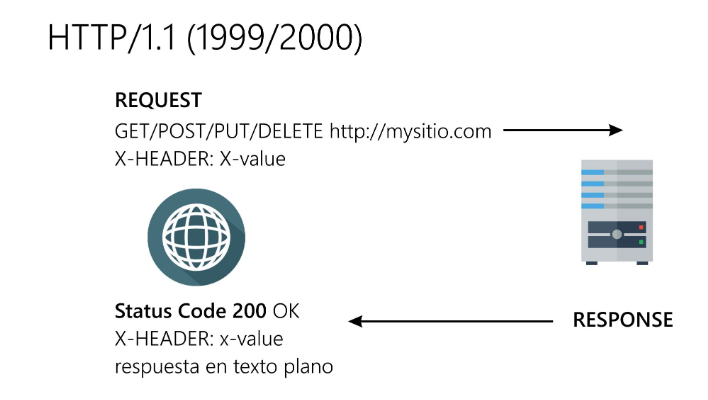 HTTP/1.1 (1999/2000)
REQUEST
GET/POST/PUT/DELETE http://mysitio.com
X-HEADER: X-value
Status Code 200 OK
X-HEADER: x-value
respuesta en texto plano
RESPONSE